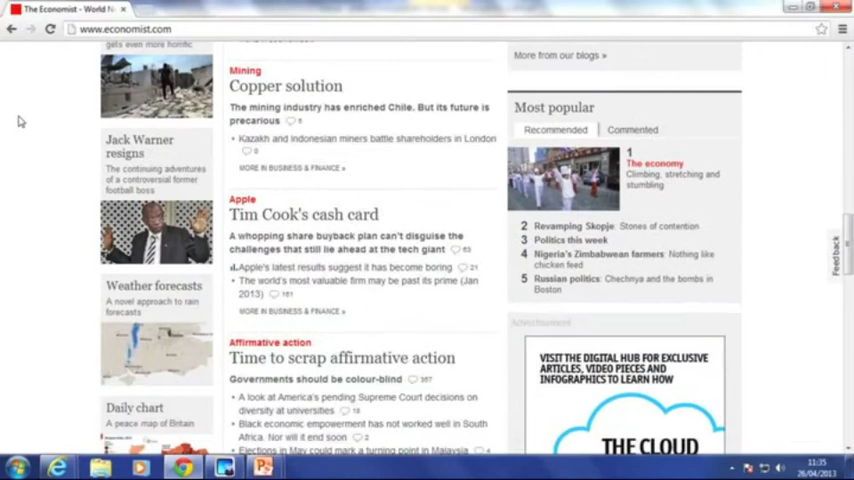 The Economist - World N
www.economist.com
gets even more horrific
Jack Warner
resigns
The continuing adventures
of a controversial former
football boss
Weather forecasts
A novel approach to rain
forecasts
Daily chart
A peace map of Britain
Mining
Copper solution
The mining industry has enriched Chile. But its future is
precarious 6
Kazakh and Indonesian miners battle shareholders in London
0
MORE IN BUSINESS & FINANCE »
Apple
Tim Cook's cash card
A whopping share buyback plan can't disguise the
challenges that still lie ahead at the tech giant 63
Apple's latest results suggest it has become boring 21
The world's most valuable firm may be past its prime (Jan
2013) 161
MORE IN BUSINESS & FINANCE »
Affirmative action
Time to scrap affirmative action
Governments should be colour-blind 367
A look at America's pending Supreme Court decisions on
diversity at universities 18
Black economic empowerment has not worked well in South
Africa. Nor will it end soon 2
Elections in May could mark a turning point in Malaysia 4
More from our blogs »
Most popular
Recommended Commented
1
The economy
Climbing, stretching and
stumbling
2 Revamping Skopje. Stones of contention
3 Politics this week
4 Nigeria's Zimbabwean farmers: Nothing like
chicken feed
5 Russian politics: Chechnya and the bombs in
Boston
Advertisement
VISIT THE DIGITAL HUB FOR EXCLUSIVE
ARTICLES, VIDEO PIECES AND
INFOGRAPHICS TO LEARN HOW
THE CLOUD
Feedback
11:35
26/04/2013